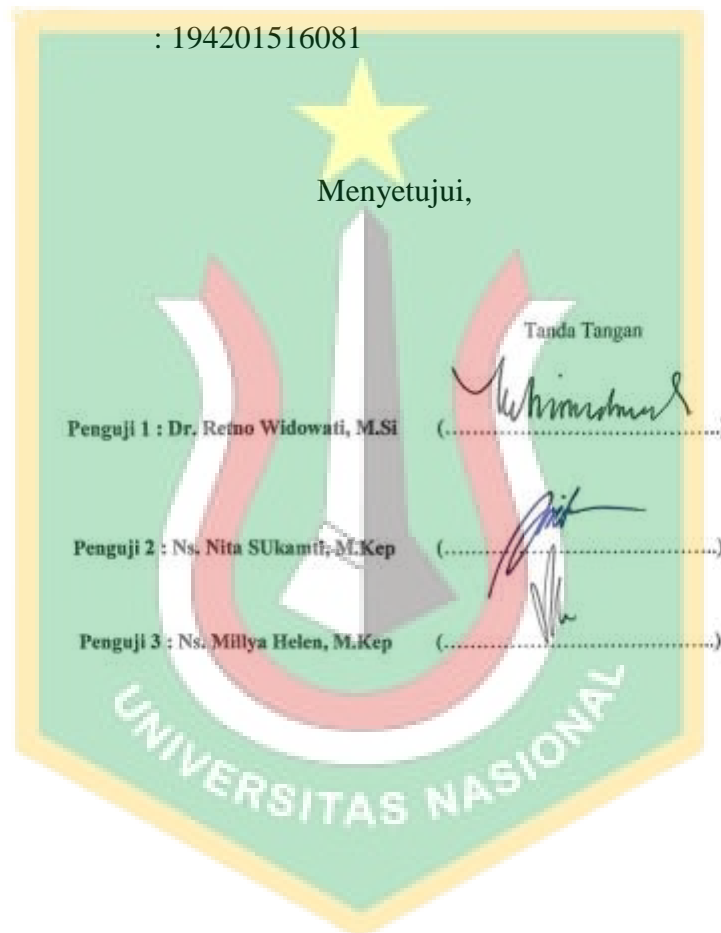 : 194201516081
Menyetujui,
Tanda Tangan
Penguji 1 : Dr. Retno Widowati, M.Si (........................................)
Penguji 2 : Ns. Nita SUkamti, M.Kep (........................................)
Penguji 3 : Ns. Millya Helen, M.Kep (........................................)
UNIVERSITAS NASIONAL